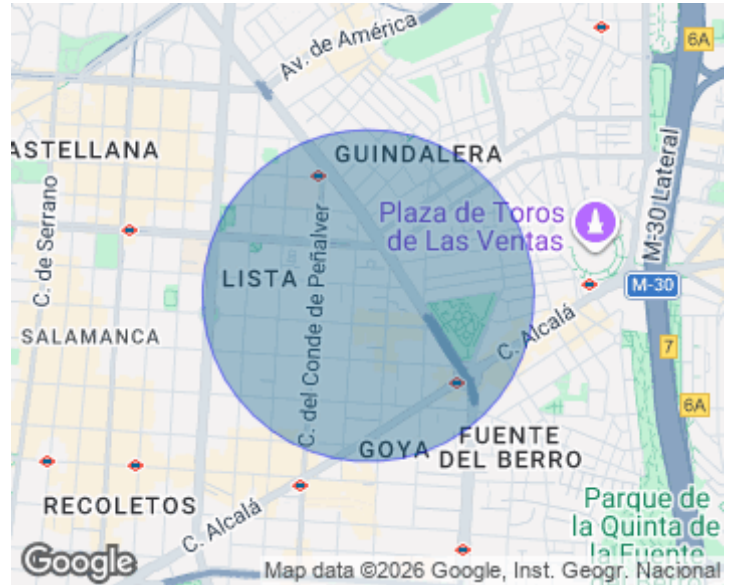 Av. de América
6A
ASTELLANA
GUINDALERA
M-30 Lateral
C. de Serrano
Plaza de Toros
de Las Ventas
C. del Conde de Peñalver
LISTA
M-30
SALAMANCA
C. Alcalá
7
6A
GOYA
FUENTE
DEL BERRO
RECOLETOS
C. Alcalá
Parque de
la Quinta de
la Fuente
Google
Map data ©2026 Google, Inst. Geogr. Nacional